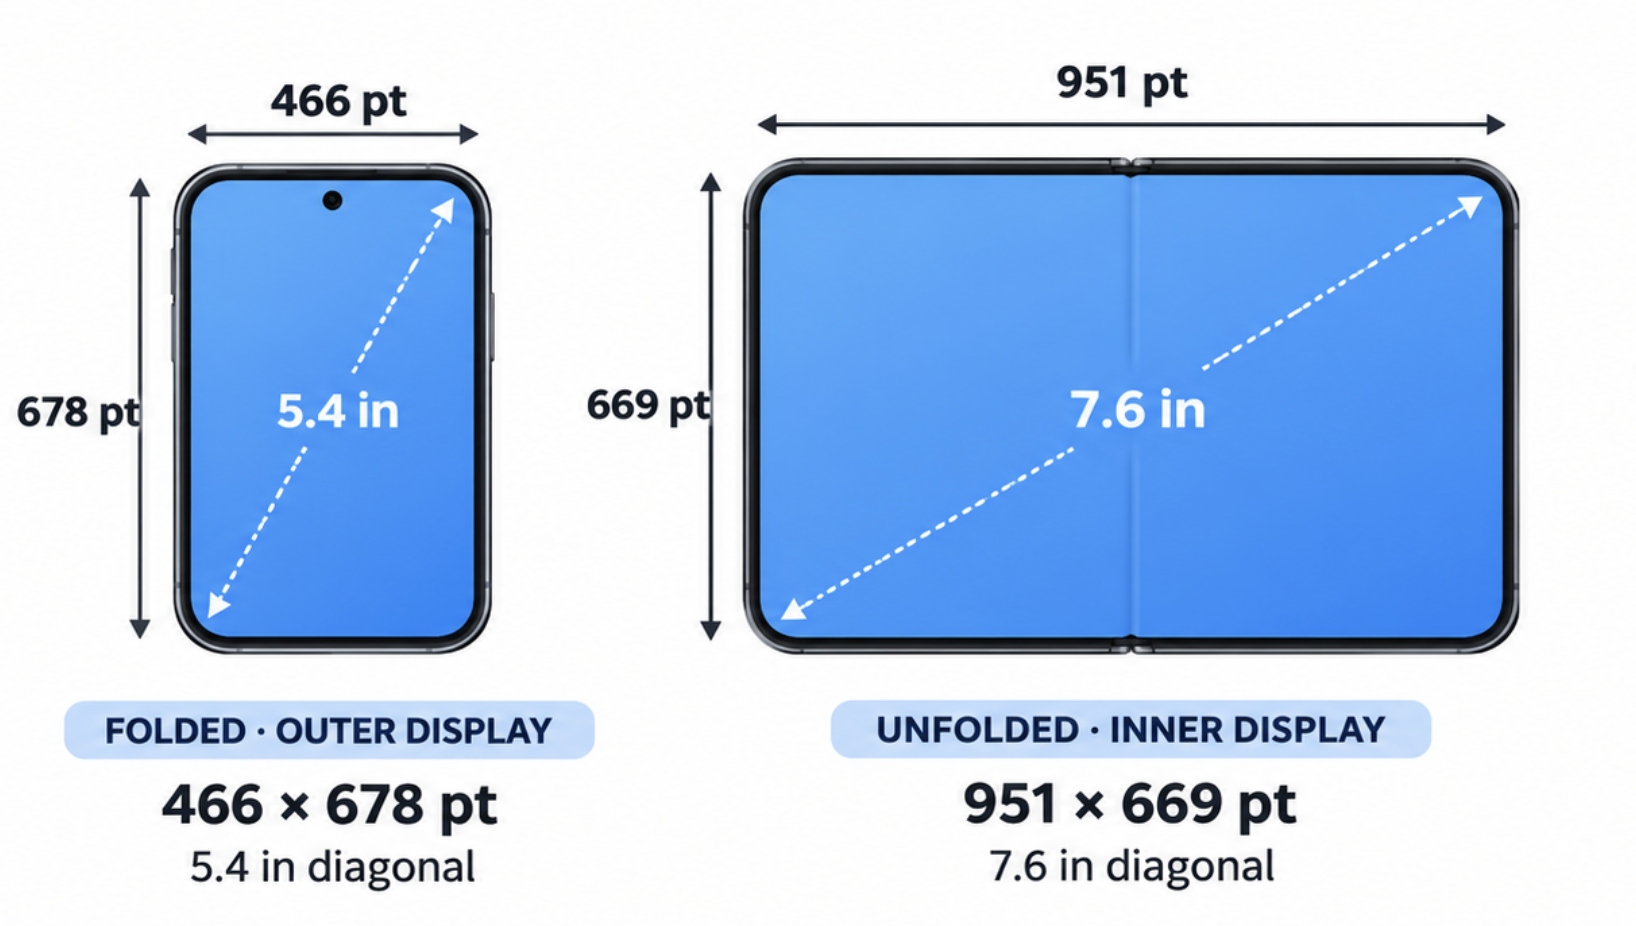 466 pt
678 pt
5.4 in
FOLDED · OUTER DISPLAY
466 × 678 pt
5.4 in diagonal
951 pt
669 pt
7.6 in
UNFOLDED · INNER DISPLAY
951 × 669 pt
7.6 in diagonal